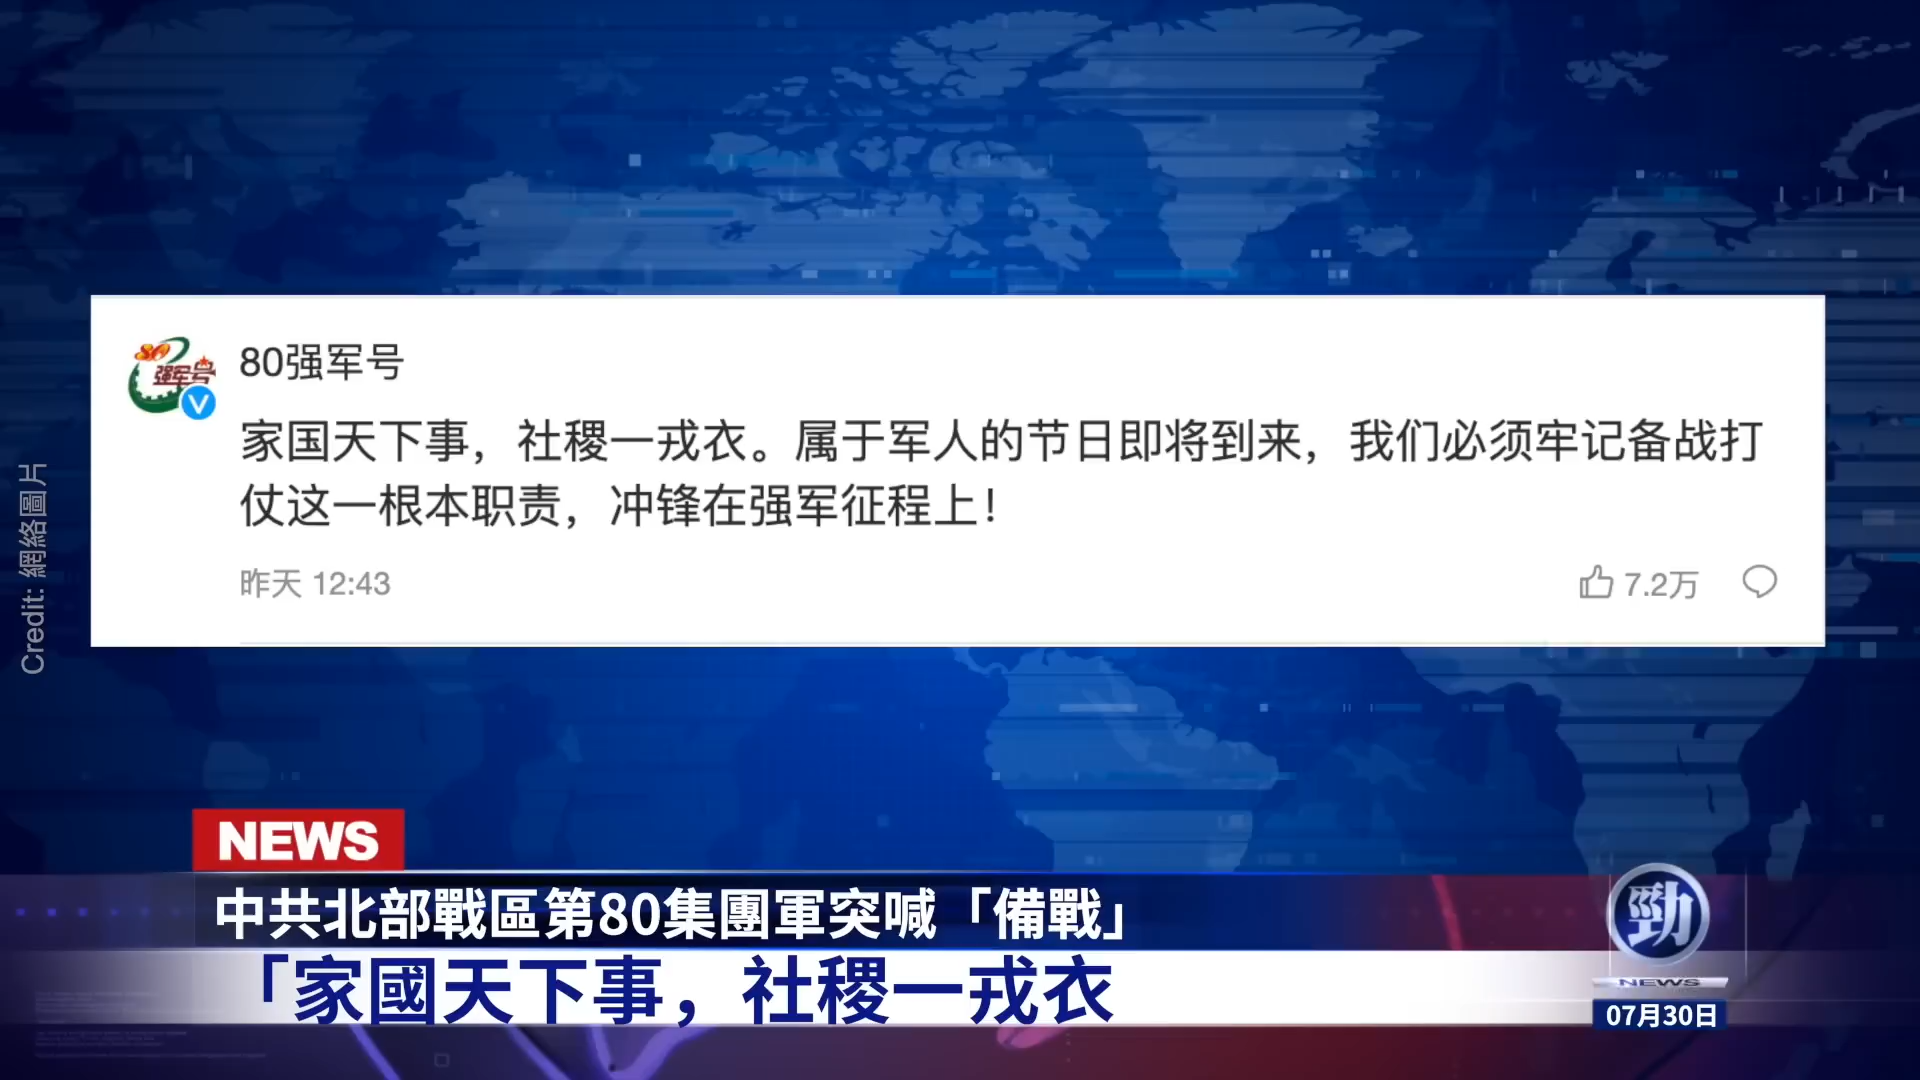 80强军号
家国天下事，社稷一戎衣。属于军人的节日即将到来，我们必须牢记备战打
仗这一根本职责，冲锋在强军征程上！
昨天 12:43
7.2万
Credit: 網絡圖片
NEWS
中共北部戰區第80集團軍突喊「備戰」
「家國天下事，社稷一戎衣
勁
NEWS
07月30日
80
强军号